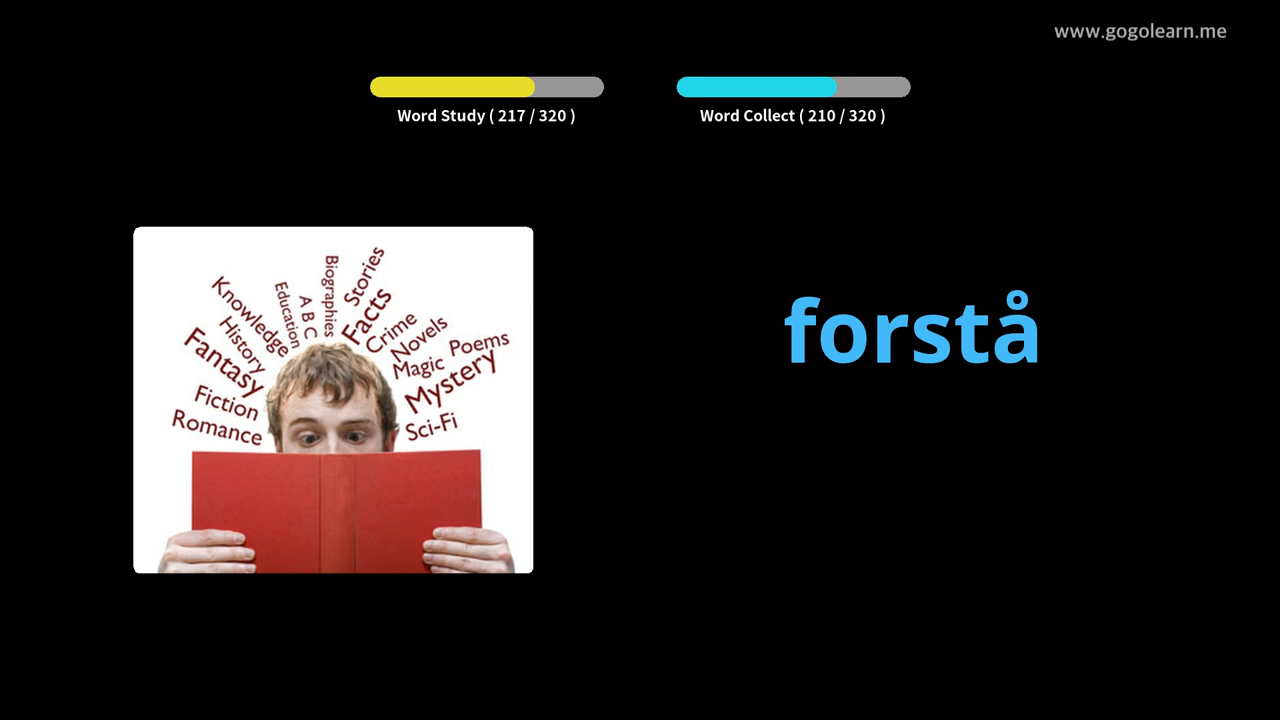 www.gogolearn.me
Word Study ( 217 / 320 )
Word Collect ( 210 / 320 )
Knowledge
Education
A B C
Biographies
Stories
Facts
Crime
Novels
Poems
History
Fantasy
Magic
Mystery
Fiction
Romance
Sci-Fi
forstå